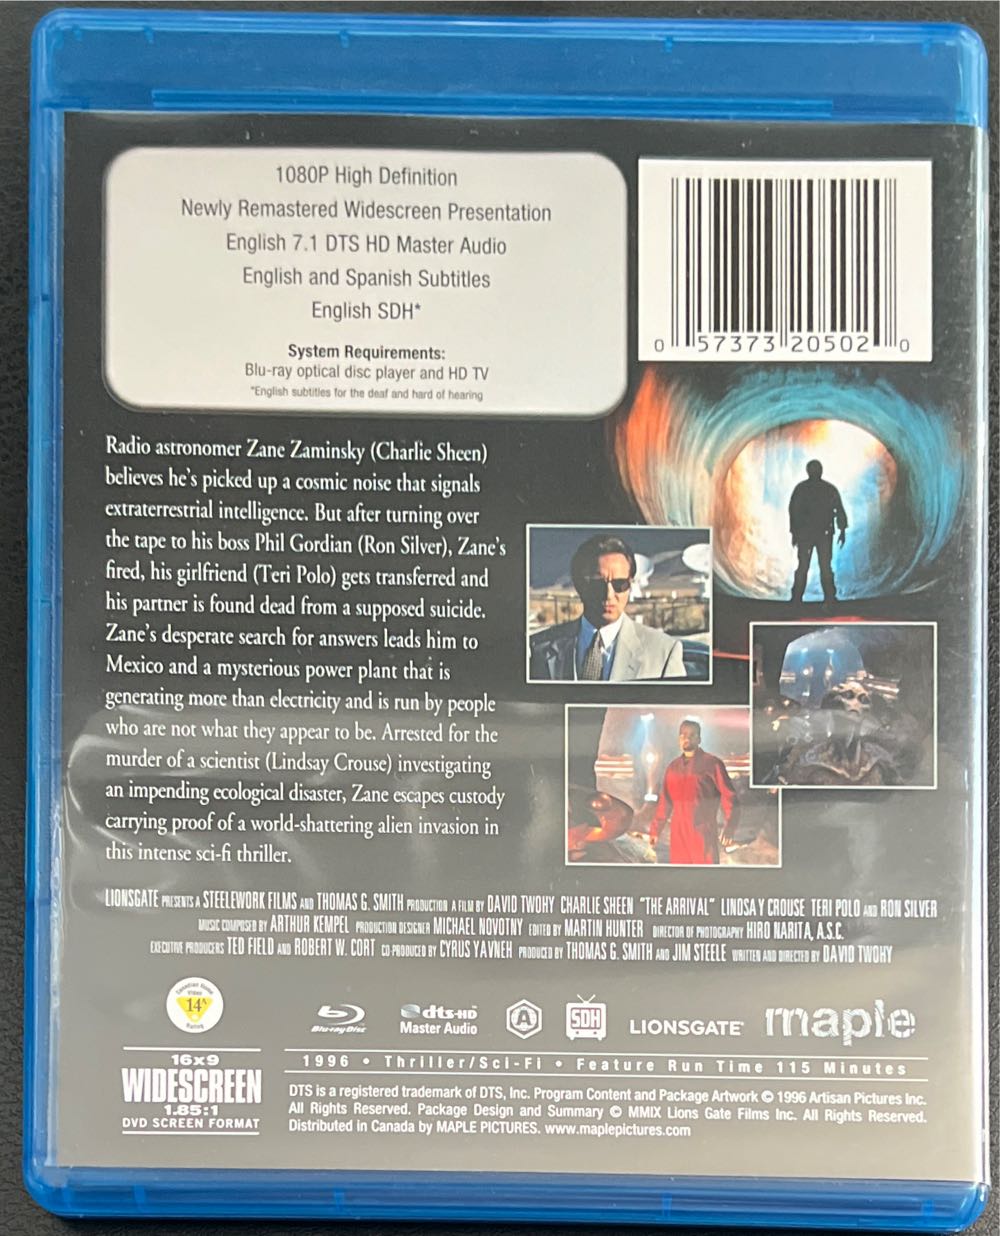 1080P High Definition
Newly Remastered Widescreen Presentation
English 7.1 DTS HD Master Audio
English and Spanish Subtitles
English SDH*
System Requirements:
Blu-ray optical disc player and HD TV
*English subtitles for the deaf and hard of hearing
0 57373 20502 0
Radio astronomer Zane Zaminsky (Charlie Sheen)
believes he's picked up a cosmic noise that signals
extraterrestrial intelligence. But after turning over
the tape to his boss Phil Gordian (Ron Silver), Zane's
fired, his girlfriend (Teri Polo) gets transferred and
his partner is found dead from a supposed suicide.
Zane's desperate search for answers leads him to
Mexico and a mysterious power plant that is
generating more than electricity and is run by people
who are not what they appear to be. Arrested for the
murder of a scientist (Lindsay Crouse) investigating
an impending ecological disaster, Zane escapes custody
carrying proof of a world-shattering alien invasion in
this intense sci-fi thriller.
LIONSGATE PRESENTS A STEELEWORK FILMS AND THOMAS G. SMITH PRODUCTION A FILM BY DAVID TWOHY CHARLIE SHEEN "THE ARRIVAL" LINDSAY CROUSE TERI POLO AND RON SILVER
MUSIC COMPOSED BY ARTHUR KEMPEL PRODUCTION DESIGNER MICHAEL NOVOTNY EDITED BY MARTIN HUNTER DIRECTOR OF PHOTOGRAPHY HIRO NARITA, A.S.C.
EXECUTIVE PRODUCERS TED FIELD AND ROBERT W. CORT CO PRODUCED BY CYRUS YAVNEH PRODUCED BY THOMAS G. SMITH AND JIM STEELE WRITTEN AND DIRECTED BY DAVID TWOHY
Canadian Home
Video
14A
Rating
Blu-ray Disc
dts-HD
Master Audio
A
SDH
LIONSGATE
maple
16x9
WIDESCREEN
1.85:1
DVD SCREEN FORMAT
1996 • Thriller/Sci-Fi • Feature Run Time 115 Minutes
DTS is a registered trademark of DTS, Inc. Program Content and Package Artwork © 1996 Artisan Pictures Inc.
All Rights Reserved. Package Design and Summary © MMIX Lions Gate Films Inc. All Rights Reserved.
Distributed in Canada by MAPLE PICTURES. www.maplepictures.com